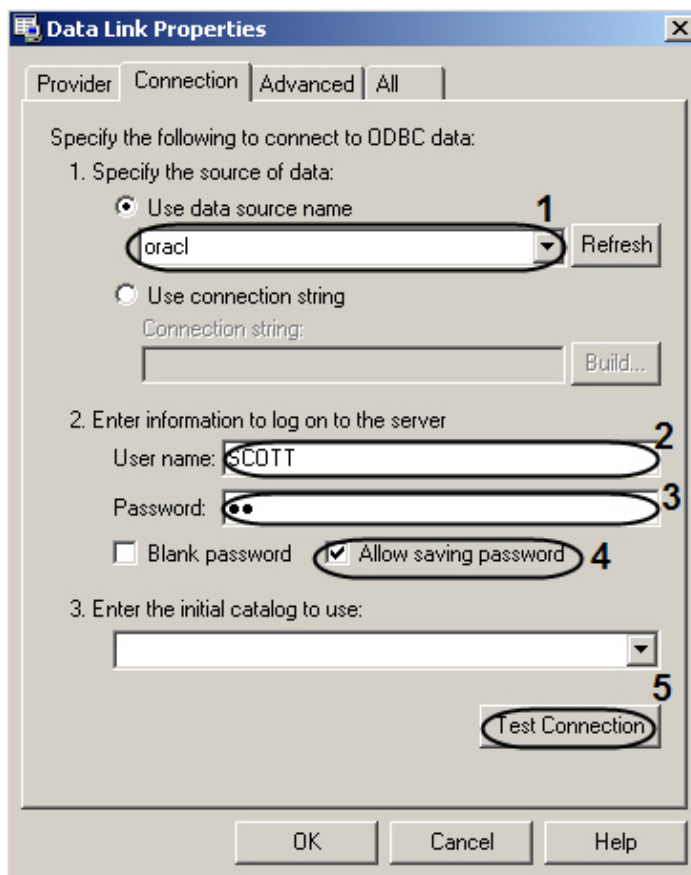 Data Link Properties
Provider Connection Advanced All
Specify the following to connect to ODBC data:
1. Specify the source of data:
Use data source name 1
oracl Refresh
Use connection string
Connection string:
Build...
2. Enter information to log on to the server
User name: SCOTT 2
Password: •• 3
Blank password Allow saving password 4
3. Enter the initial catalog to use:
5
Test Connection
OK Cancel Help